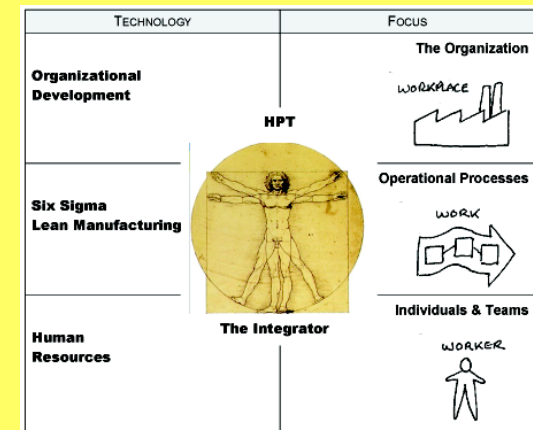 TECHNOLOGY
FOCUS
Organizational
Development
The Organization
WORKPLACE
HPT
Six Sigma
Lean Manufacturing
Operational Processes
WORK
The Integrator
Human
Resources
Individuals & Teams
WORKER